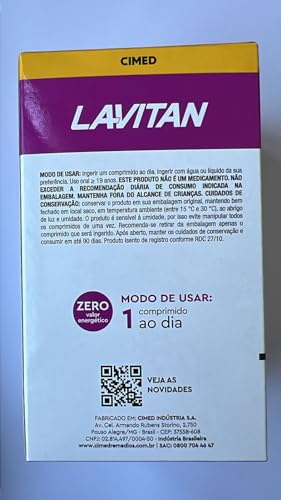 CIMED
LAVITAN
MODO DE USAR: ingerir um comprimido ao dia. Ingerir com água ou líquido da sua
preferência. Uso oral ≥ 19 anos. ESTE PRODUTO NÃO É UM MEDICAMENTO. NÃO
EXCEDER A RECOMENDAÇÃO DIÁRIA DE CONSUMO INDICADA NA
EMBALAGEM. MANTENHA FORA DO ALCANCE DE CRIANÇAS. CUIDADOS DE
CONSERVAÇÃO: conservar o produto em sua embalagem original, mantendo bem
fechado em local seco, em temperatura ambiente (entre 15 °C e 30 °C), ao abrigo
de luz e umidade. O produto é sensível à umidade, por isso evite manipular todos
os comprimidos de uma vez. Recomenda-se retirar da embalagem apenas o
comprimido que será ingerido. Após aberto, manter os cuidados de conservação e
consumir em até 90 dias. Produto isento de registro conforme RDC 27/10.
ZERO
valor
energético
MODO DE USAR:
1 comprimido
ao dia
VEJA AS
NOVIDADES
FABRICADO EM: CIMED INDÚSTRIA S.A.
Av. Cel. Armando Rubens Storino, 2.750
Pouso Alegre/MG - Brasil - CEP: 37558-608
CNPJ: 02.814.497/0004-50 - Indústria Brasileira
www.cimedremedios.com.br | SAC: 0800 704 46 47